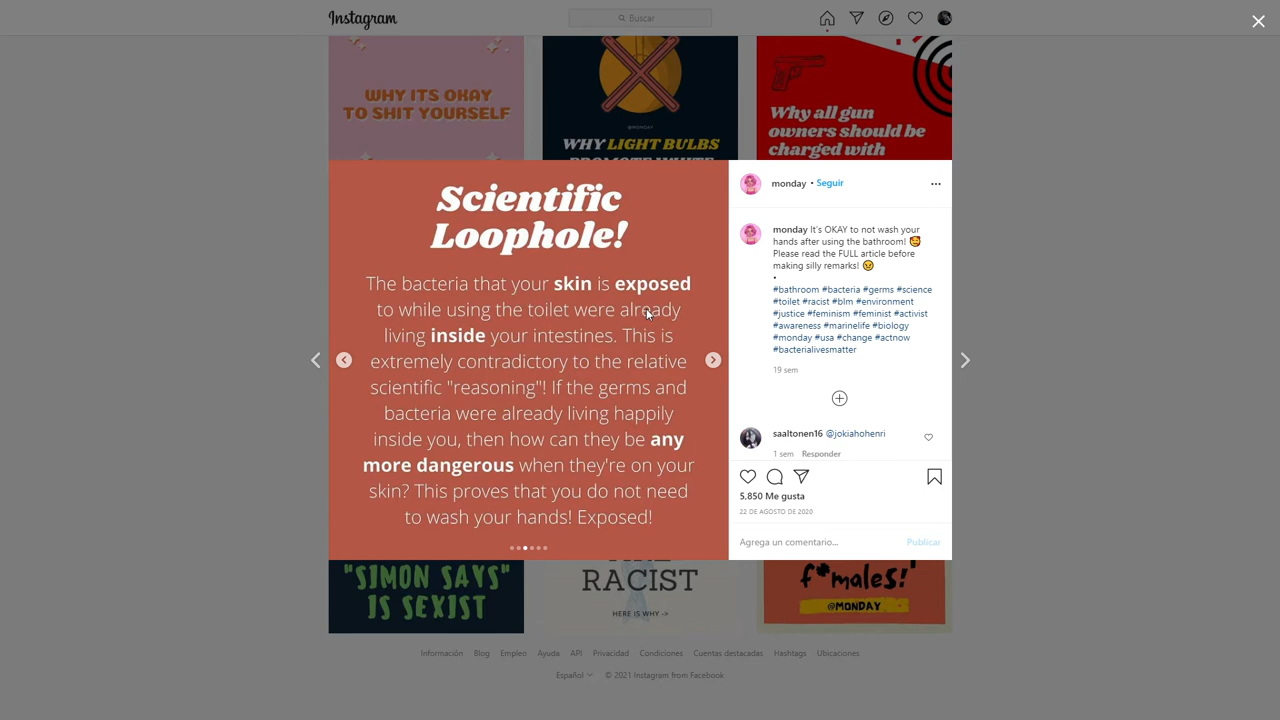 Instagram
Buscar
WHY ITS OKAY
TO SHIT YOURSELF
@MONDAY
WHY LIGHT BULBS
PROMOTE WHITE
Why all gun
owners should be
charged with
Scientific
Loophole!
The bacteria that your skin is exposed
to while using the toilet were already
living inside your intestines. This is
extremely contradictory to the relative
scientific "reasoning"! If the germs and
bacteria were already living happily
inside you, then how can they be any
more dangerous when they're on your
skin? This proves that you do not need
to wash your hands! Exposed!
monday • Seguir
monday It's OKAY to not wash your
hands after using the bathroom! 🥰
Please read the FULL article before
making silly remarks! 😉
•
#bathroom #bacteria #germs #science
#toilet #racist #blm #environment
#justice #feminism #feminist #activist
#awareness #marinelife #biology
#monday #usa #change #actnow
#bacterialivesmatter
19 sem
saaltonen16 @jokiahohenri
1 sem Responder
5,850 Me gusta
22 DE AGOSTO DE 2020
Agrega un comentario...
Publicar
"SIMON SAYS"
IS SEXIST
ARE
RACIST
HERE IS WHY ->
f*males!"
@MONDAY
Información Blog Empleo Ayuda API Privacidad Condiciones Cuentas destacadas Hashtags Ubicaciones
Español © 2021 Instagram from Facebook